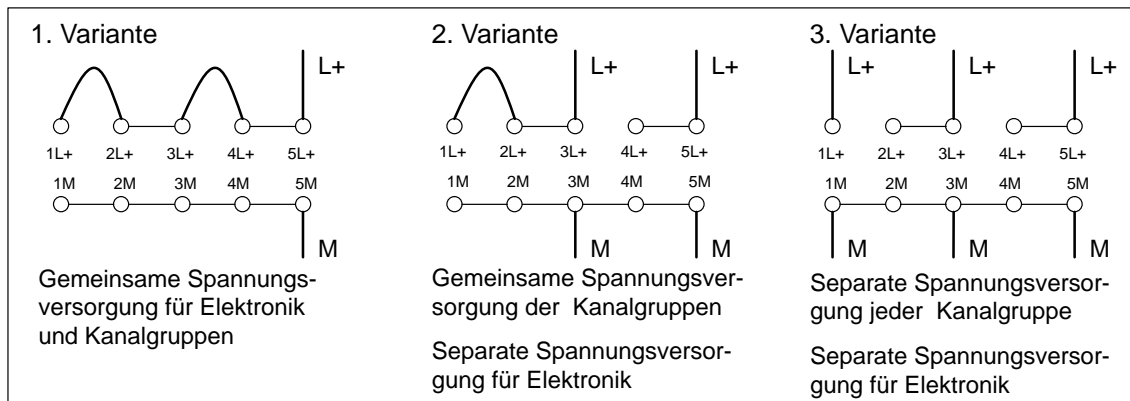 1. Variante
L+
1L+ 2L+ 3L+ 4L+ 5L+
1M 2M 3M 4M 5M
M
Gemeinsame Spannungs-
versorgung für Elektronik
und Kanalgruppen
2. Variante
L+ L+
1L+ 2L+ 3L+ 4L+ 5L+
1M 2M 3M 4M 5M
M M
Gemeinsame Spannungsver-
sorgung der Kanalgruppen
Separate Spannungsversor-
gung für Elektronik
3. Variante
L+ L+ L+
1L+ 2L+ 3L+ 4L+ 5L+
1M 2M 3M 4M 5M
M M M
Separate Spannungsversor-
gung jeder Kanalgruppe
Separate Spannungsversor-
gung für Elektronik